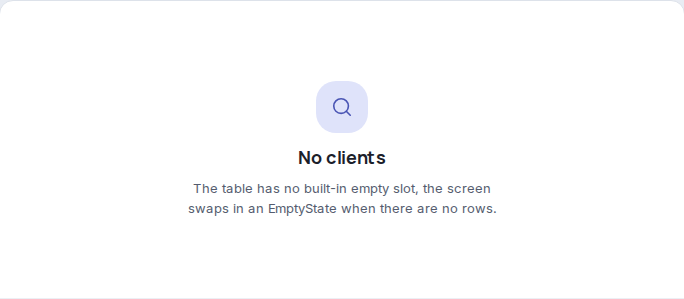 No clients
The table has no built-in empty slot, the screen
swaps in an EmptyState when there are no rows.